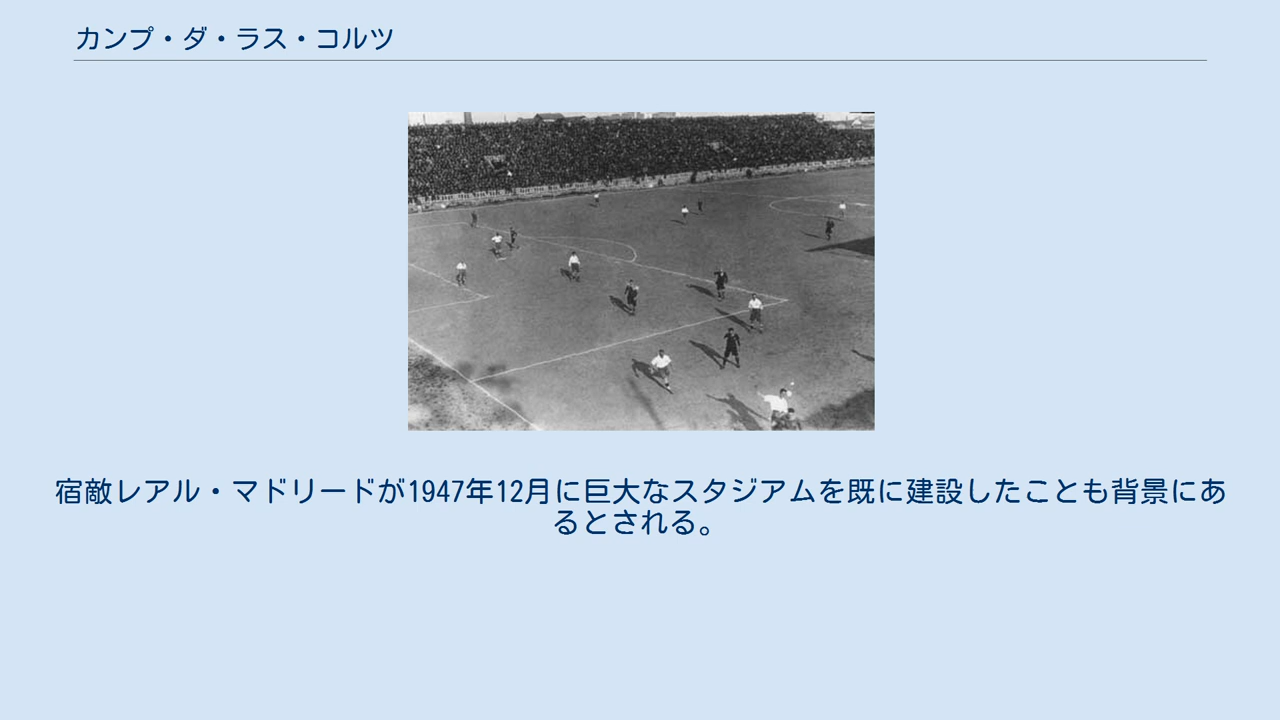 カンプ・ダ・ラス・コルツ
宿敵レアル・マドリードが1947年12月に巨大なスタジアムを既に建設したことも背景にあ
るとされる。